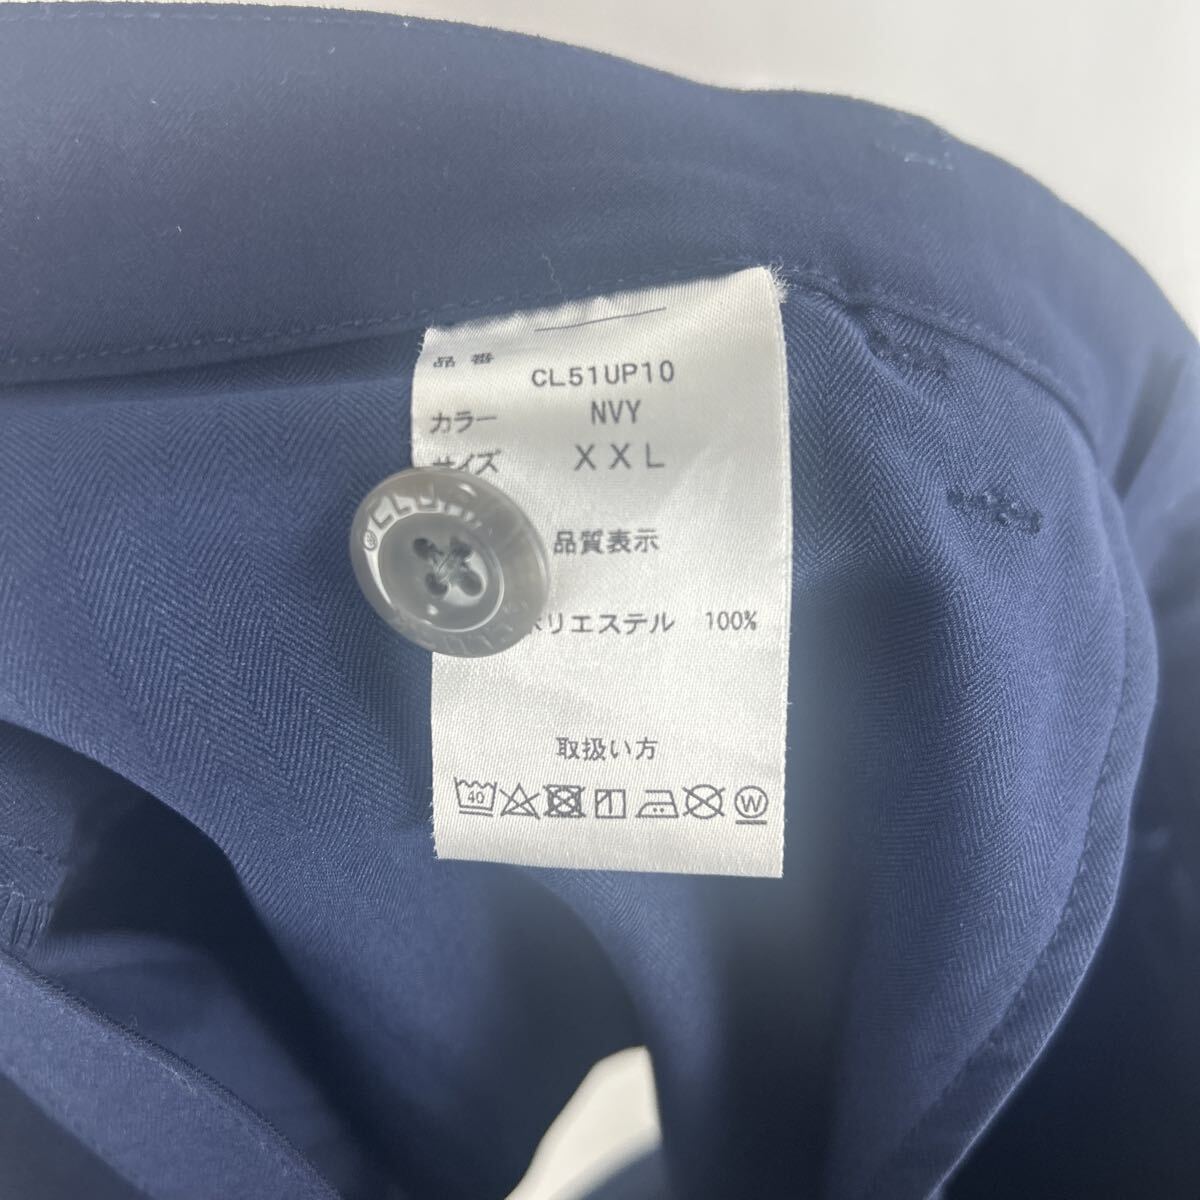 品番 CL51UP10
カラー NVY
サイズ XXL
品質表示
ポリエステル 100%
取扱い方
40 W